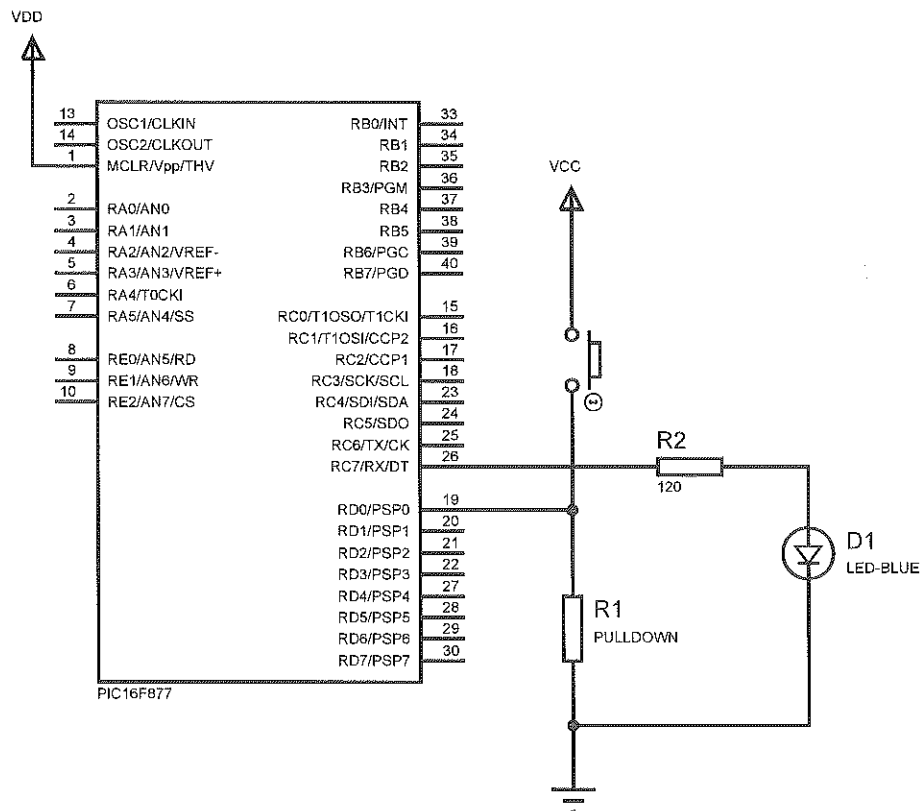 VDD
13 OSC1/CLKIN
14 OSC2/CLKOUT
1 MCLR/Vpp/THV
2 RA0/AN0
3 RA1/AN1
4 RA2/AN2/VREF-
5 RA3/AN3/VREF+
6 RA4/T0CKI
7 RA5/AN4/SS
8 RE0/AN5/RD
9 RE1/AN6/WR
10 RE2/AN7/CS
RB0/INT 33
RB1 34
RB2 35
RB3/PGM 36
RB4 37
RB5 38
RB6/PGC 39
RB7/PGD 40
RC0/T1OSO/T1CKI 15
RC1/T1OSI/CCP2 16
RC2/CCP1 17
RC3/SCK/SCL 18
RC4/SDI/SDA 23
RC5/SDO 24
RC6/TX/CK 25
RC7/RX/DT 26
RD0/PSP0 19
RD1/PSP1 20
RD2/PSP2 21
RD3/PSP3 22
RD4/PSP4 27
RD5/PSP5 28
RD6/PSP6 29
RD7/PSP7 30
PIC16F877
VCC
R2
120
D1
LED-BLUE
R1
PULLDOWN